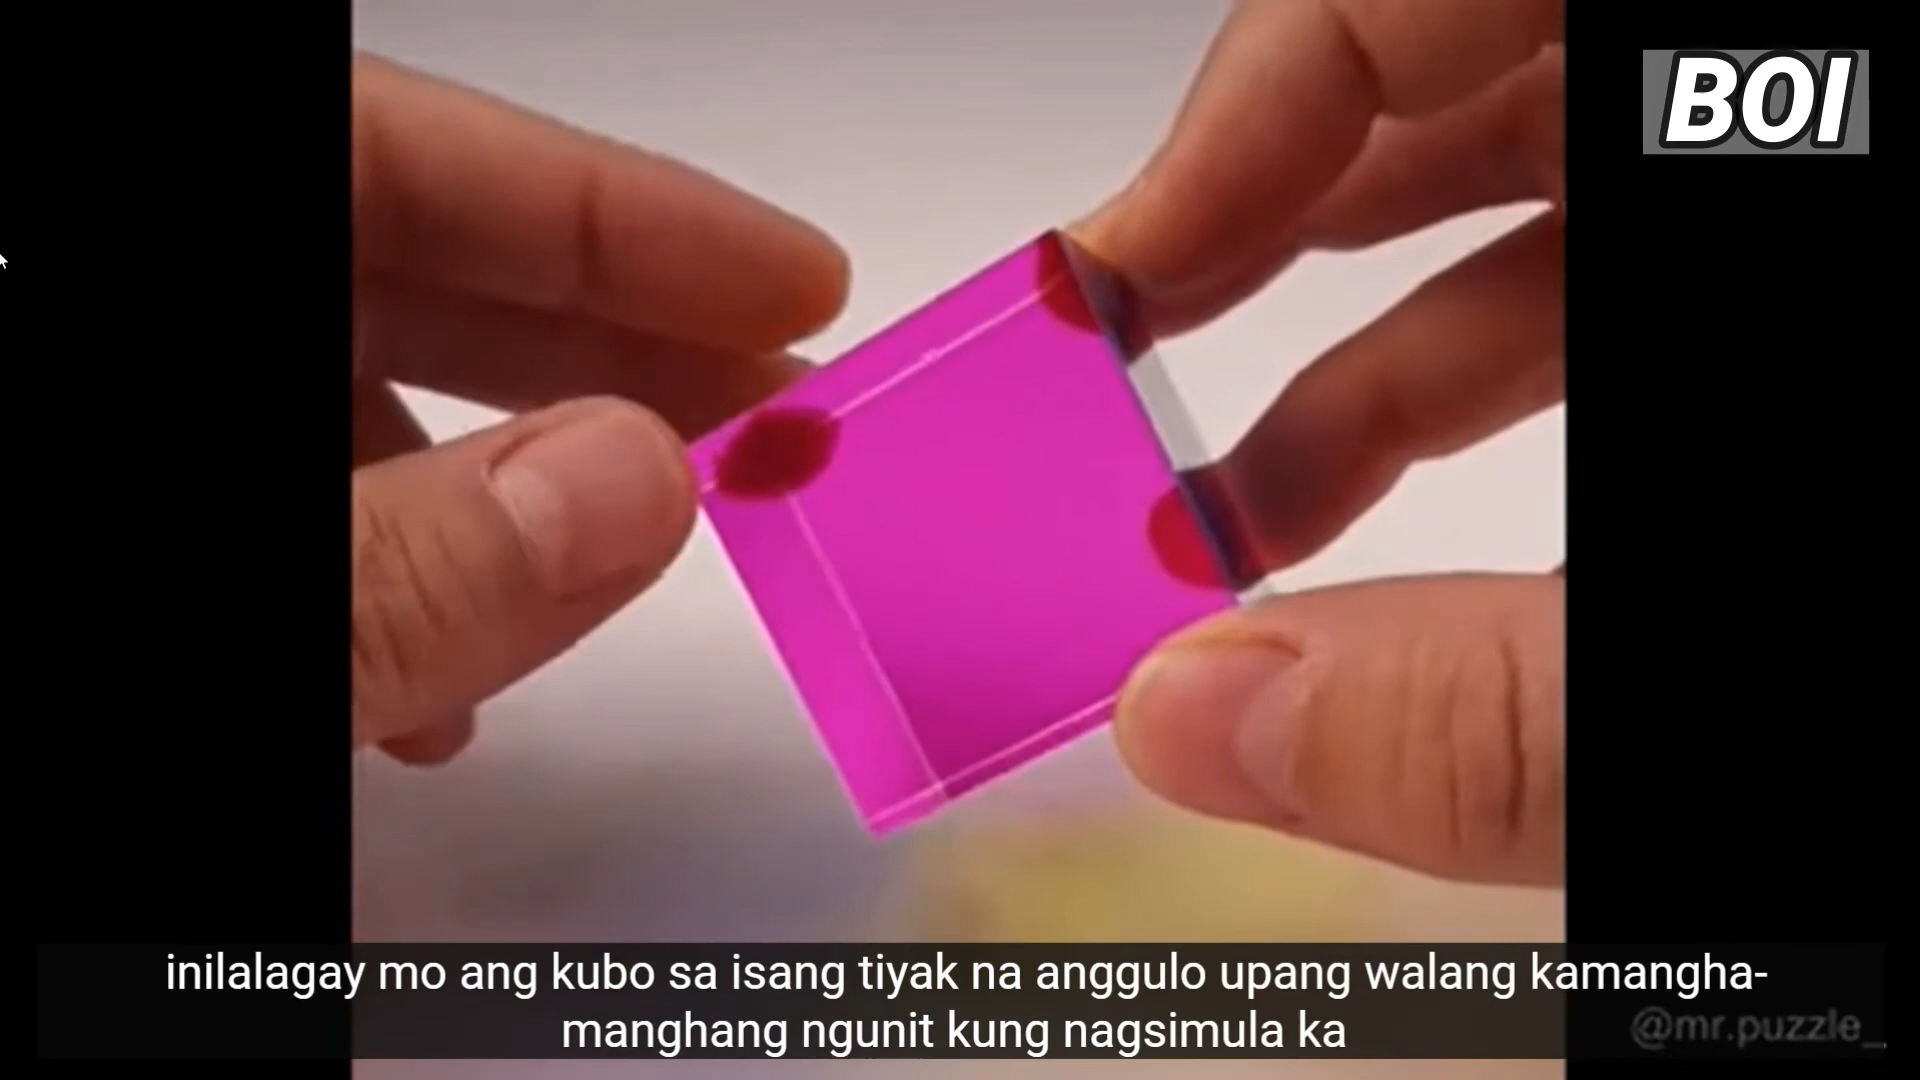 BOI
inilalagay mo ang kubo sa isang tiyak na anggulo upang walang kamangha-
manghang ngunit kung nagsimula ka
@mr.puzzle_